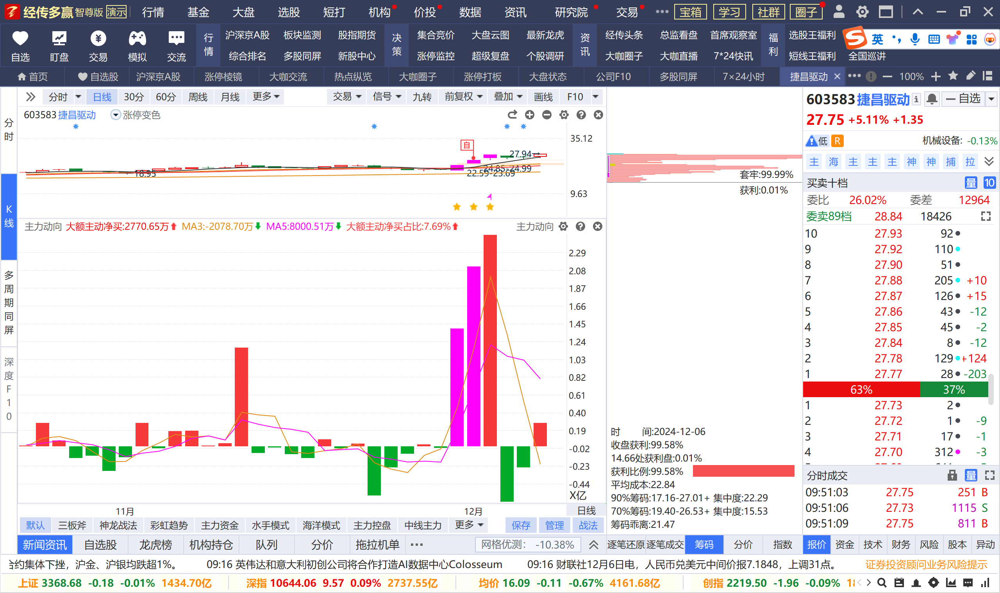 经传多赢 智尊版 演示 行情 基金 大盘 选股 短打 机构 价投 数据 资讯 研究院 交易 宝箱 学习 社群 圈子
自选 盯盘 交易 模拟 交流
行情 沪深京A股 板块监测 股指期货 决策 集合竞价 大盘云图 最新龙虎 资讯 经传头条 总监看盘 首席观察室 福利 选股王福利 英
综合排名 多股同屏 新股中心 涨停监控 超级复盘 个股调研 大咖圈子 大咖直播 7*24快讯 短线王福利 全国巡讲
首页 自选股 沪深京A股 涨停棱镜 大咖交流 热点纵览 大咖圈子 涨停打板 大盘状态 公司F10 多股同屏 7×24小时 捷昌驱动 100%
分时
K线
多周期同屏
深度F10
分时 日线 30分 60分 周线 月线 更多 交易 信号 九转 前复权 叠加 画线 F10
603583 捷昌驱动 涨停变色
35.12
自
27.94→
←18.95
24.85-24.99
22.59-23.69
9.63
主力动向 大额主动净买:2770.65万 MA3:-2078.70万 MA5:8000.51万 大额主动净买占比:7.69% 主力动向
2.29
2.08
1.87
1.66
1.45
1.24
1.03
0.82
0.61
0.40
0.19
-0.02
-0.23
-0.44
X亿
11月 12月 日线
默认 三板斧 神龙战法 彩虹趋势 主力资金 水手模式 海洋模式 主力控盘 中线主力 更多 保存 管理 战法
新闻资讯 自选股 龙虎榜 机构持仓 队列 分价 拖拉机单 网格优测： -10.38%
套牢:99.99%
获利:0.01%
时 间:2024-12-06
收盘获利:99.58%
14.66处获利盘:0.01%
获利比例:99.58%
平均成本:22.84
90%筹码:17.16-27.01+ 集中度:22.29
70%筹码:19.40-26.53+ 集中度:15.53
筹码乖离:21.47
逐笔还原 逐笔成交 筹码 分价 指数
603583 捷昌驱动 i 自选
27.75 +5.11% +1.35
低 R 机械设备: -0.13%
主 海 主 主 主 神 神 捕 拉
买卖十档 量 10
委比 26.02% 委差 12964
委卖89档 28.84 18426
10 27.93 92
9 27.92 110
8 27.90 51
7 27.88 205 +10
6 27.87 126 +15
5 27.86 43 -12
4 27.85 45 -2
3 27.84 8 -12
2 27.78 129 +124
1 27.77 28 -203
63% 37%
1 27.73 2
2 27.72 1 -9
3 27.71 17 -1
4 27.70 312 -3
分时成交 量
09:51:03 27.75 251 B
09:51:06 27.73 1115 S
09:51:09 27.75 811 B
报价 资金 技术 财务 风险 股本 异动
约集体下挫，沪金、沪银均跌超1%。 09:16 英伟达和意大利初创公司将合作打造AI数据中心Colosseum 09:16 财联社12月6日电，人民币兑美元中间价报7.1848，上调31点。 证券投资顾问业务风险提示
上证 3368.68 -0.18 -0.01% 1434.70亿 深指 10644.06 9.57 0.09% 2737.55亿 均价 16.09 -0.11 -0.67% 4161.68亿 创指 2219.50 -1.96 -0.09%